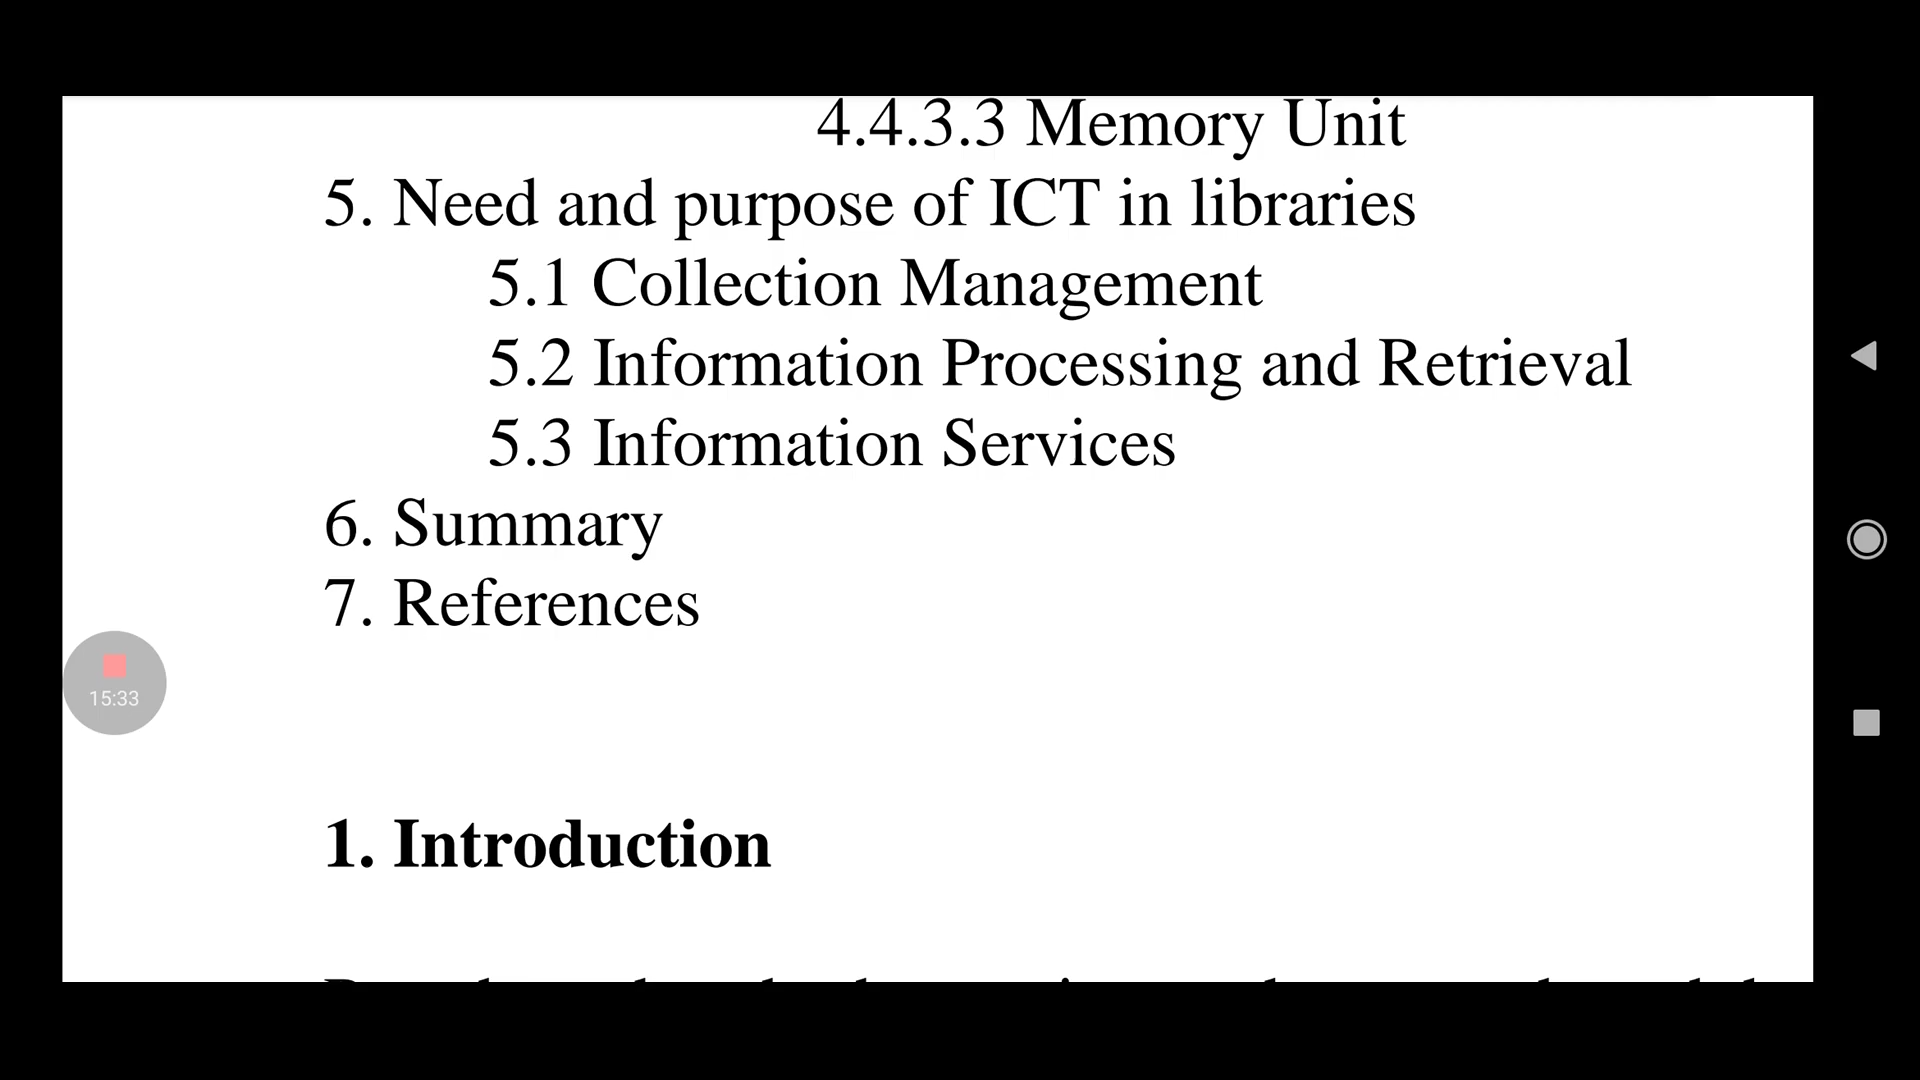 4.4.3.3 Memory Unit
5. Need and purpose of ICT in libraries
5.1 Collection Management
5.2 Information Processing and Retrieval
5.3 Information Services
6. Summary
7. References
15:33
1. Introduction